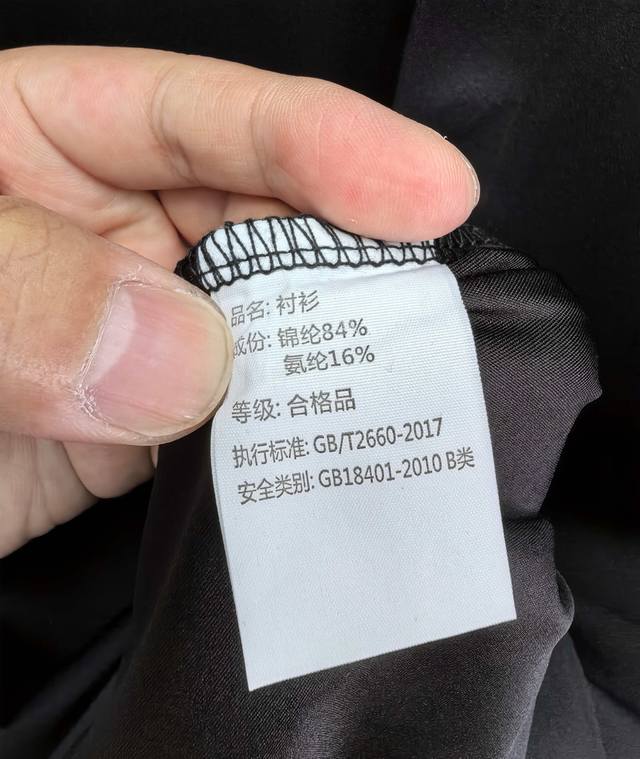 品名: 衬衫
成份: 锦纶84%
氨纶16%
等级: 合格品
执行标准: GB/T2660-2017
安全类别: GB18401-2010 B类